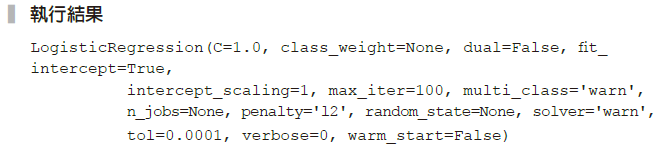 執行結果
LogisticRegression(C=1.0, class_weight=None, dual=False, fit_
intercept=True,
intercept_scaling=1, max_iter=100, multi_class='warn',
n_jobs=None, penalty='l2', random_state=None, solver='warn',
tol=0.0001, verbose=0, warm_start=False)